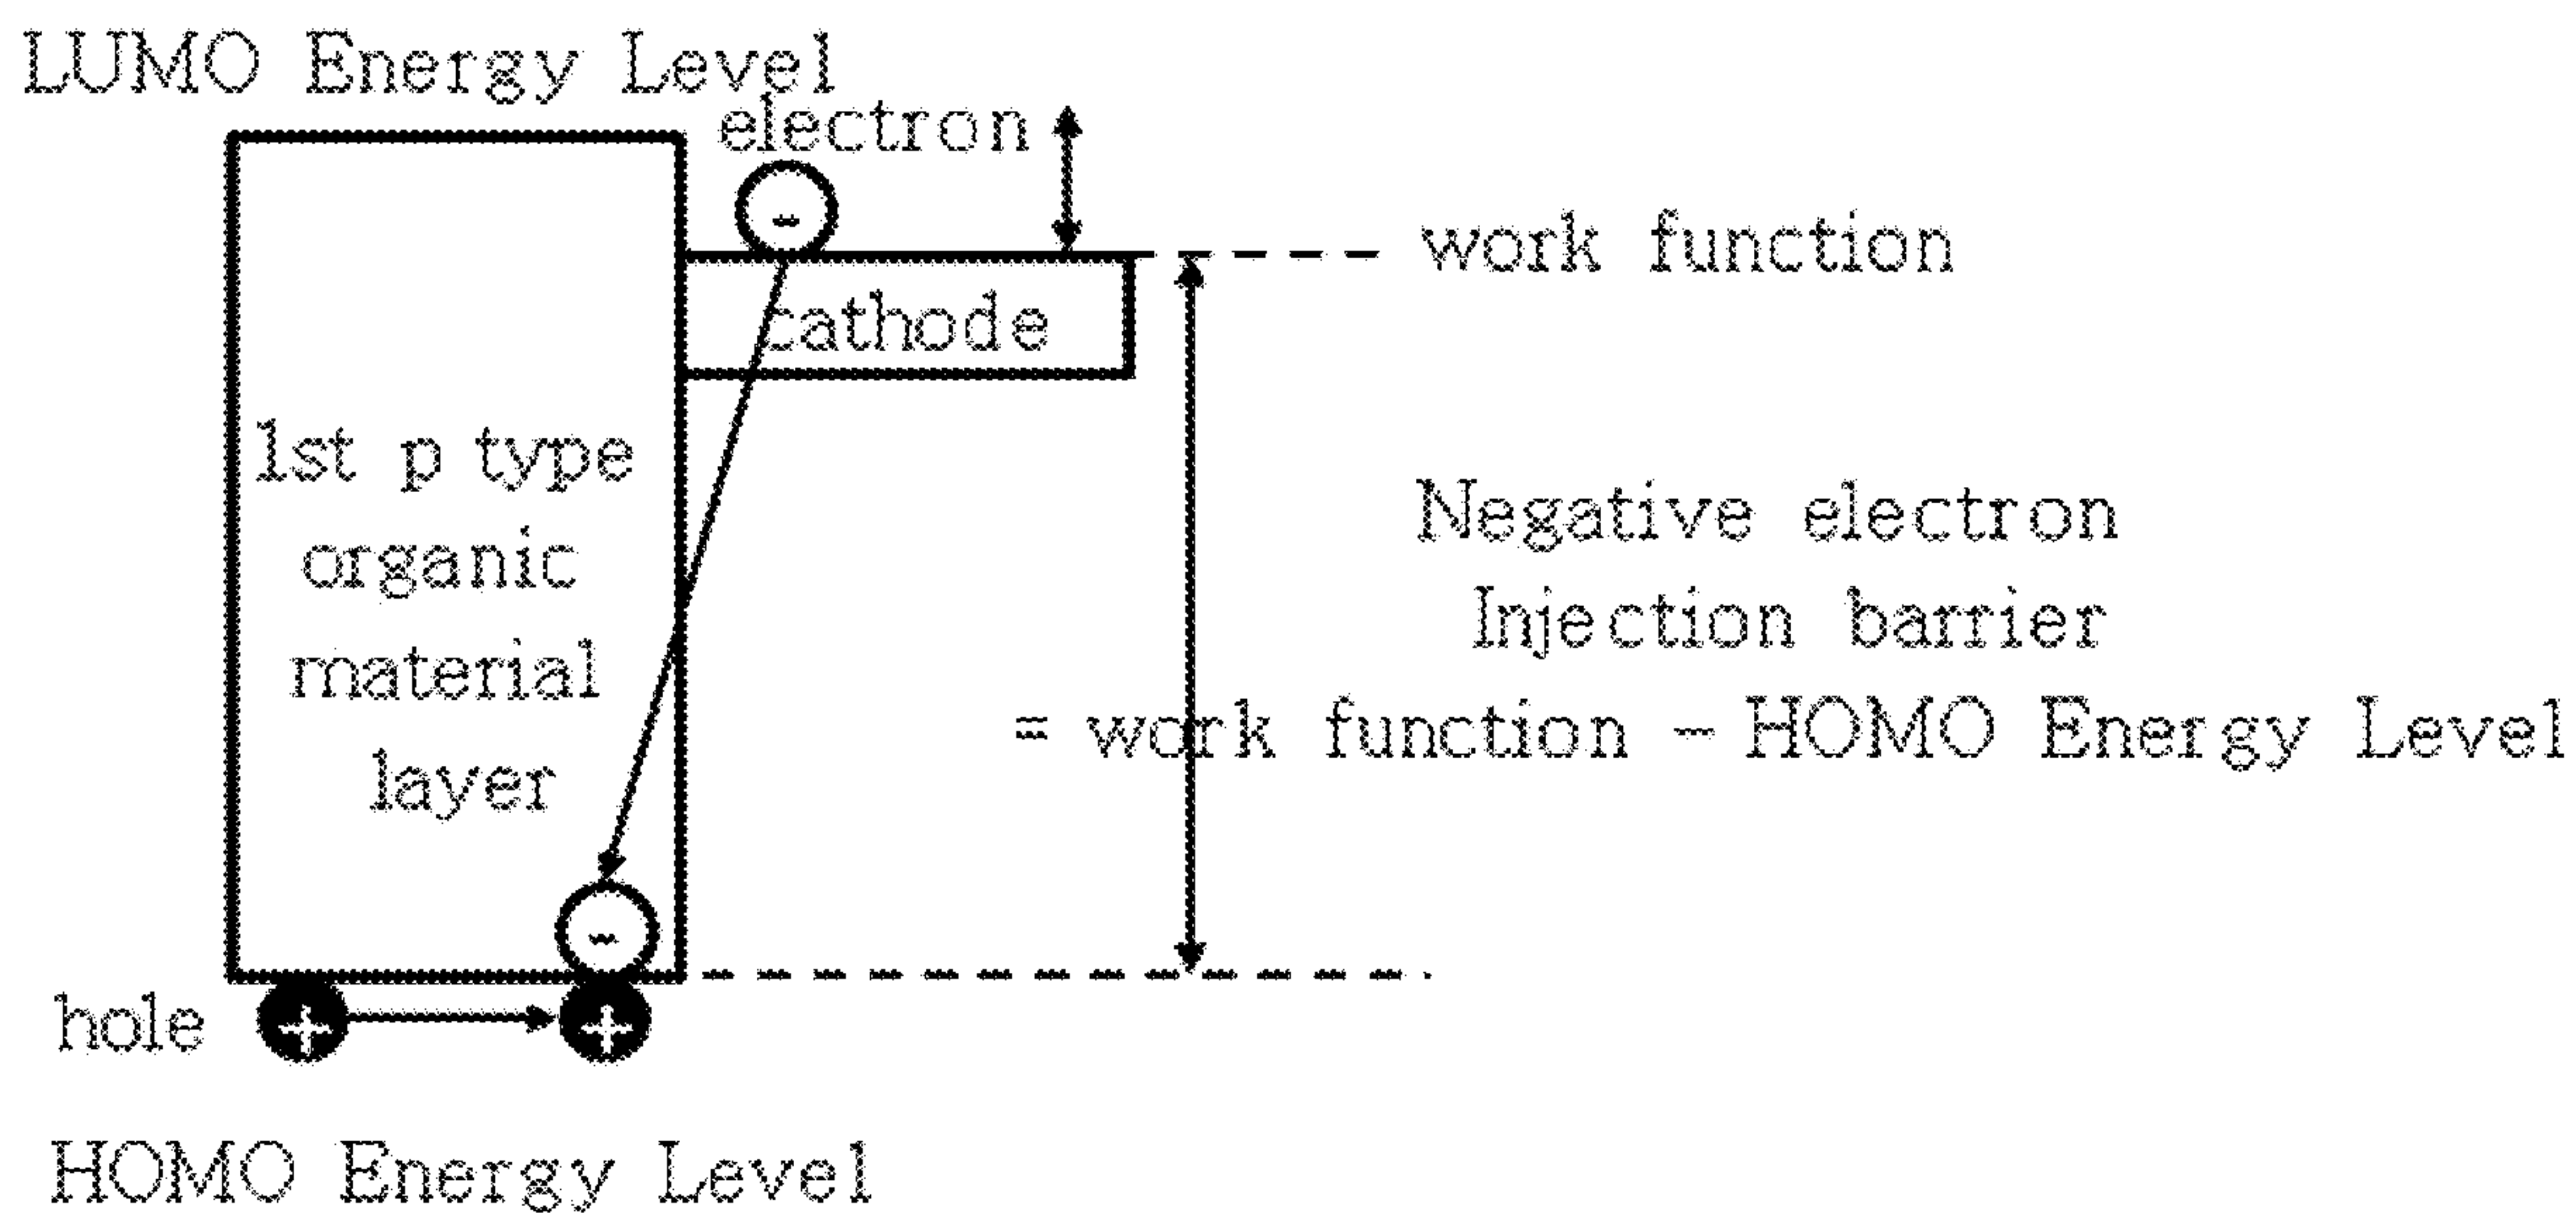 LUMO Energy Level
electron
-
work function
cathode
1st p type
organic
material
layer
Negative electron
Injection barrier
= work function - HOMO Energy Level
-
hole
+
+
HOMO Energy Level